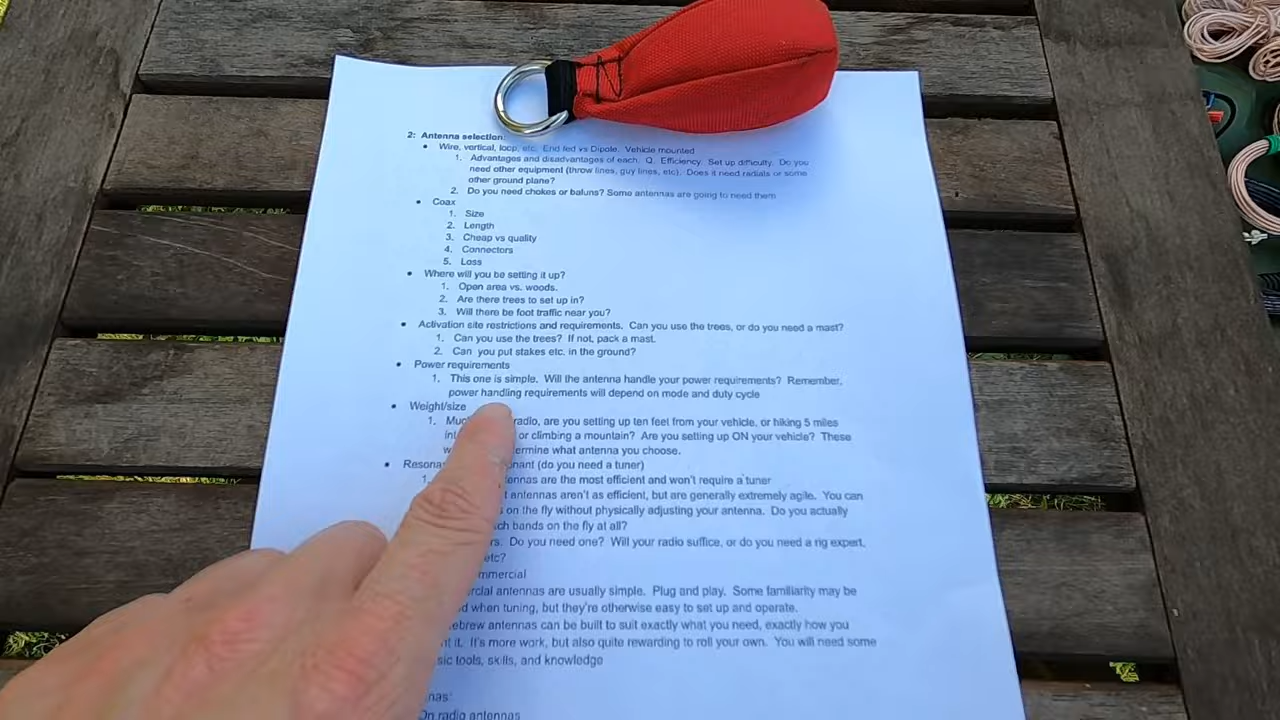 2: Antenna selection:
• Wire, vertical, loop, etc. End fed vs Dipole. Vehicle mounted
1. Advantages and disadvantages of each. Q. Efficiency. Set up difficulty. Do you
need other equipment (throw lines, guy lines, etc). Does it need radials or some
other ground plane?
2. Do you need chokes or baluns? Some antennas are going to need them
• Coax
1. Size
2. Length
3. Cheap vs quality
4. Connectors
5. Loss
• Where will you be setting it up?
1. Open area vs. woods.
2. Are there trees to set up in?
3. Will there be foot traffic near you?
• Activation site restrictions and requirements. Can you use the trees, or do you need a mast?
1. Can you use the trees? If not, pack a mast.
2. Can you put stakes etc. in the ground?
• Power requirements
1. This one is simple. Will the antenna handle your power requirements? Remember,
power handling requirements will depend on mode and duty cycle
• Weight/size
1. radio, are you setting up ten feet from your vehicle, or hiking 5 miles
or climbing a mountain? Are you setting up ON your vehicle? These
what antenna you choose.
• (do you need a tuner)
1. are the most efficient and won't require a tuner
antennas aren't as efficient, but are generally extremely agile. You can
on the fly without physically adjusting your antenna. Do you actually
bands on the fly at all?
Do you need one? Will your radio suffice, or do you need a rig expert,
etc?
antennas are usually simple. Plug and play. Some familiarity may be
when tuning, but they're otherwise easy to set up and operate.
antennas can be built to suit exactly what you need, exactly how you
it. It's more work, but also quite rewarding to roll your own. You will need some
tools, skills, and knowledge
On radio antennas